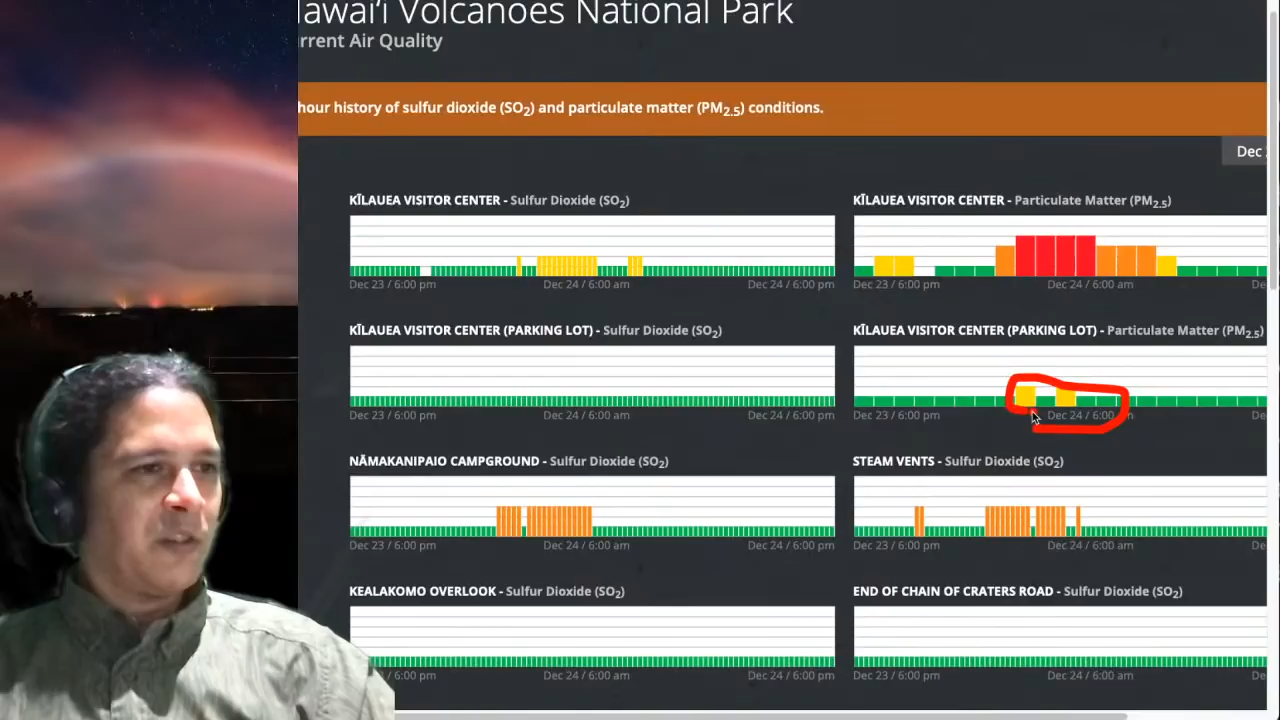 lawaiʻi Volcanoes National Park
rrent Air Quality
hour history of sulfur dioxide (SO2) and particulate matter (PM2.5) conditions.
Dec
KĪLAUEA VISITOR CENTER - Sulfur Dioxide (SO2)
Dec 23 / 6:00 pm Dec 24 / 6:00 am Dec 24 / 6:00 pm
KĪLAUEA VISITOR CENTER - Particulate Matter (PM2.5)
Dec 23 / 6:00 pm Dec 24 / 6:00 am De
KĪLAUEA VISITOR CENTER (PARKING LOT) - Sulfur Dioxide (SO2)
Dec 23 / 6:00 pm Dec 24 / 6:00 am Dec 24 / 6:00 pm
KĪLAUEA VISITOR CENTER (PARKING LOT) - Particulate Matter (PM2.5)
Dec 23 / 6:00 pm Dec 24 / 6:00 am De
NĀMAKANIPAIO CAMPGROUND - Sulfur Dioxide (SO2)
Dec 23 / 6:00 pm Dec 24 / 6:00 am Dec 24 / 6:00 pm
STEAM VENTS - Sulfur Dioxide (SO2)
Dec 23 / 6:00 pm Dec 24 / 6:00 am De
KEALAKOMO OVERLOOK - Sulfur Dioxide (SO2)
Dec 23 / 6:00 pm Dec 24 / 6:00 am Dec 24 / 6:00 pm
END OF CHAIN OF CRATERS ROAD - Sulfur Dioxide (SO2)
Dec 23 / 6:00 pm Dec 24 / 6:00 am De